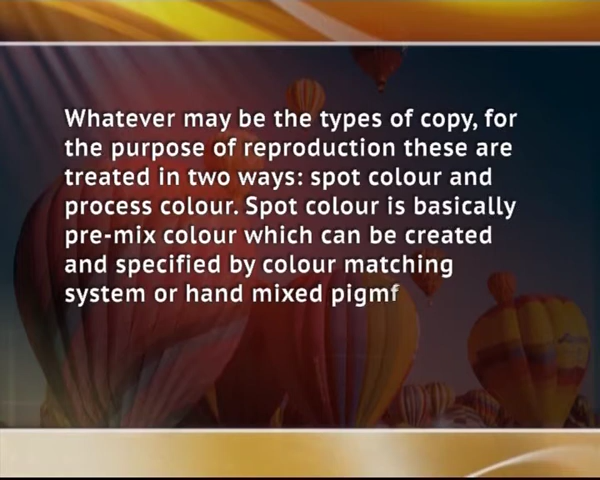 Whatever may be the types of copy, for
the purpose of reproduction these are
treated in two ways: spot colour and
process colour. Spot colour is basically
pre-mix colour which can be created
and specified by colour matching
system or hand mixed pigmf